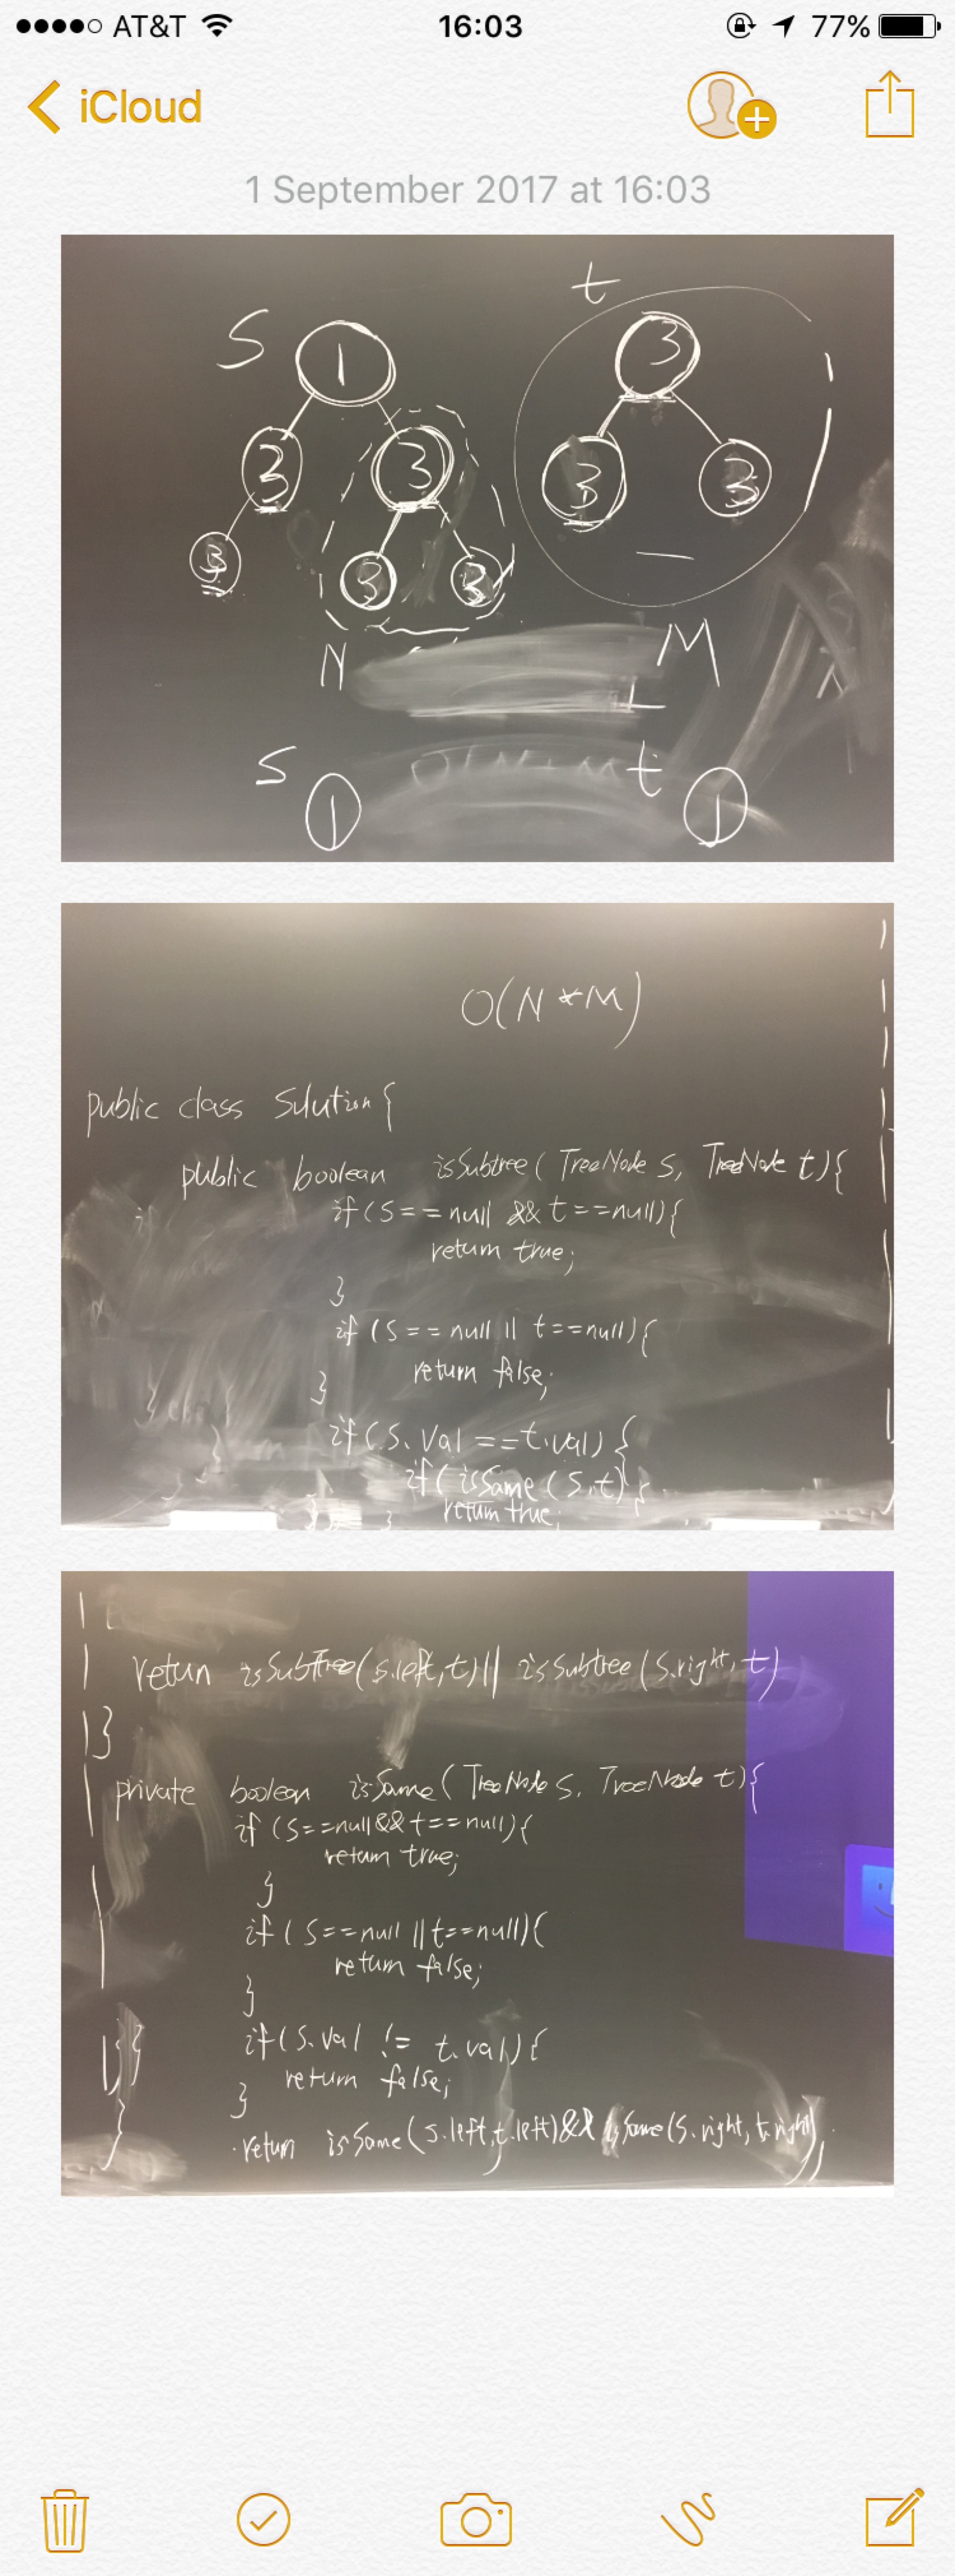 AT&T 16:03 77%
iCloud
1 September 2017 at 16:03
S t
1 3
3 3 3 3
3 3 3
N M
S t
1 1
O(N*M)
public class Solution {
public boolean isSubtree( TreeNode s, TreeNode t){
if(s==null && t==null){
return true;
}
if (s==null || t==null){
return false;
}
if(s.val==t.val){
if(isSame(s,t){
return true;
retun isSubTree(s.left,t)|| isSubtree(s.right,t)
}
private boolean isSame( TreeNode s, TreeNode t){
if (s==null&&t==null){
return true;
}
if (s==null ||t==null){
return false;
}
if(s.val != t.val){
return false;
}
retun isSame(s.left,t.left)&& isSame(s.right,t.right);
}
}